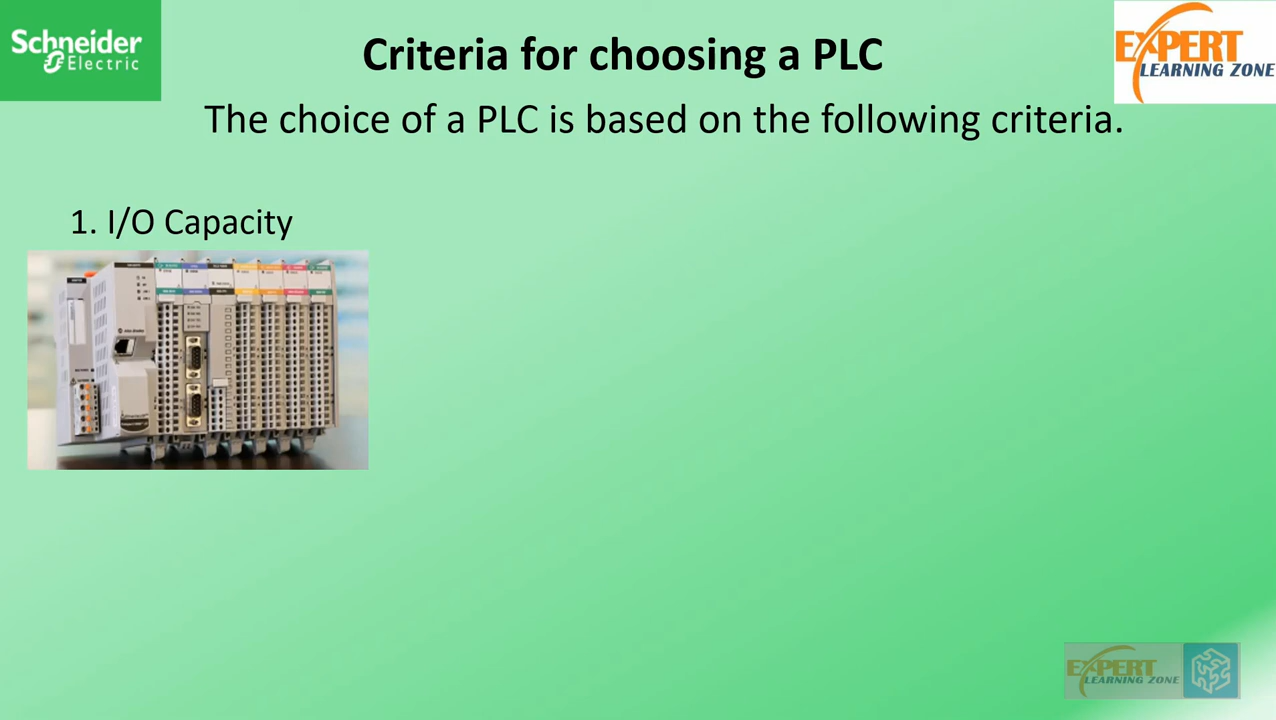 Schneider
Electric
Criteria for choosing a PLC
EXPERT
LEARNING ZONE
The choice of a PLC is based on the following criteria.
1. I/O Capacity
EXPERT
LEARNING ZONE